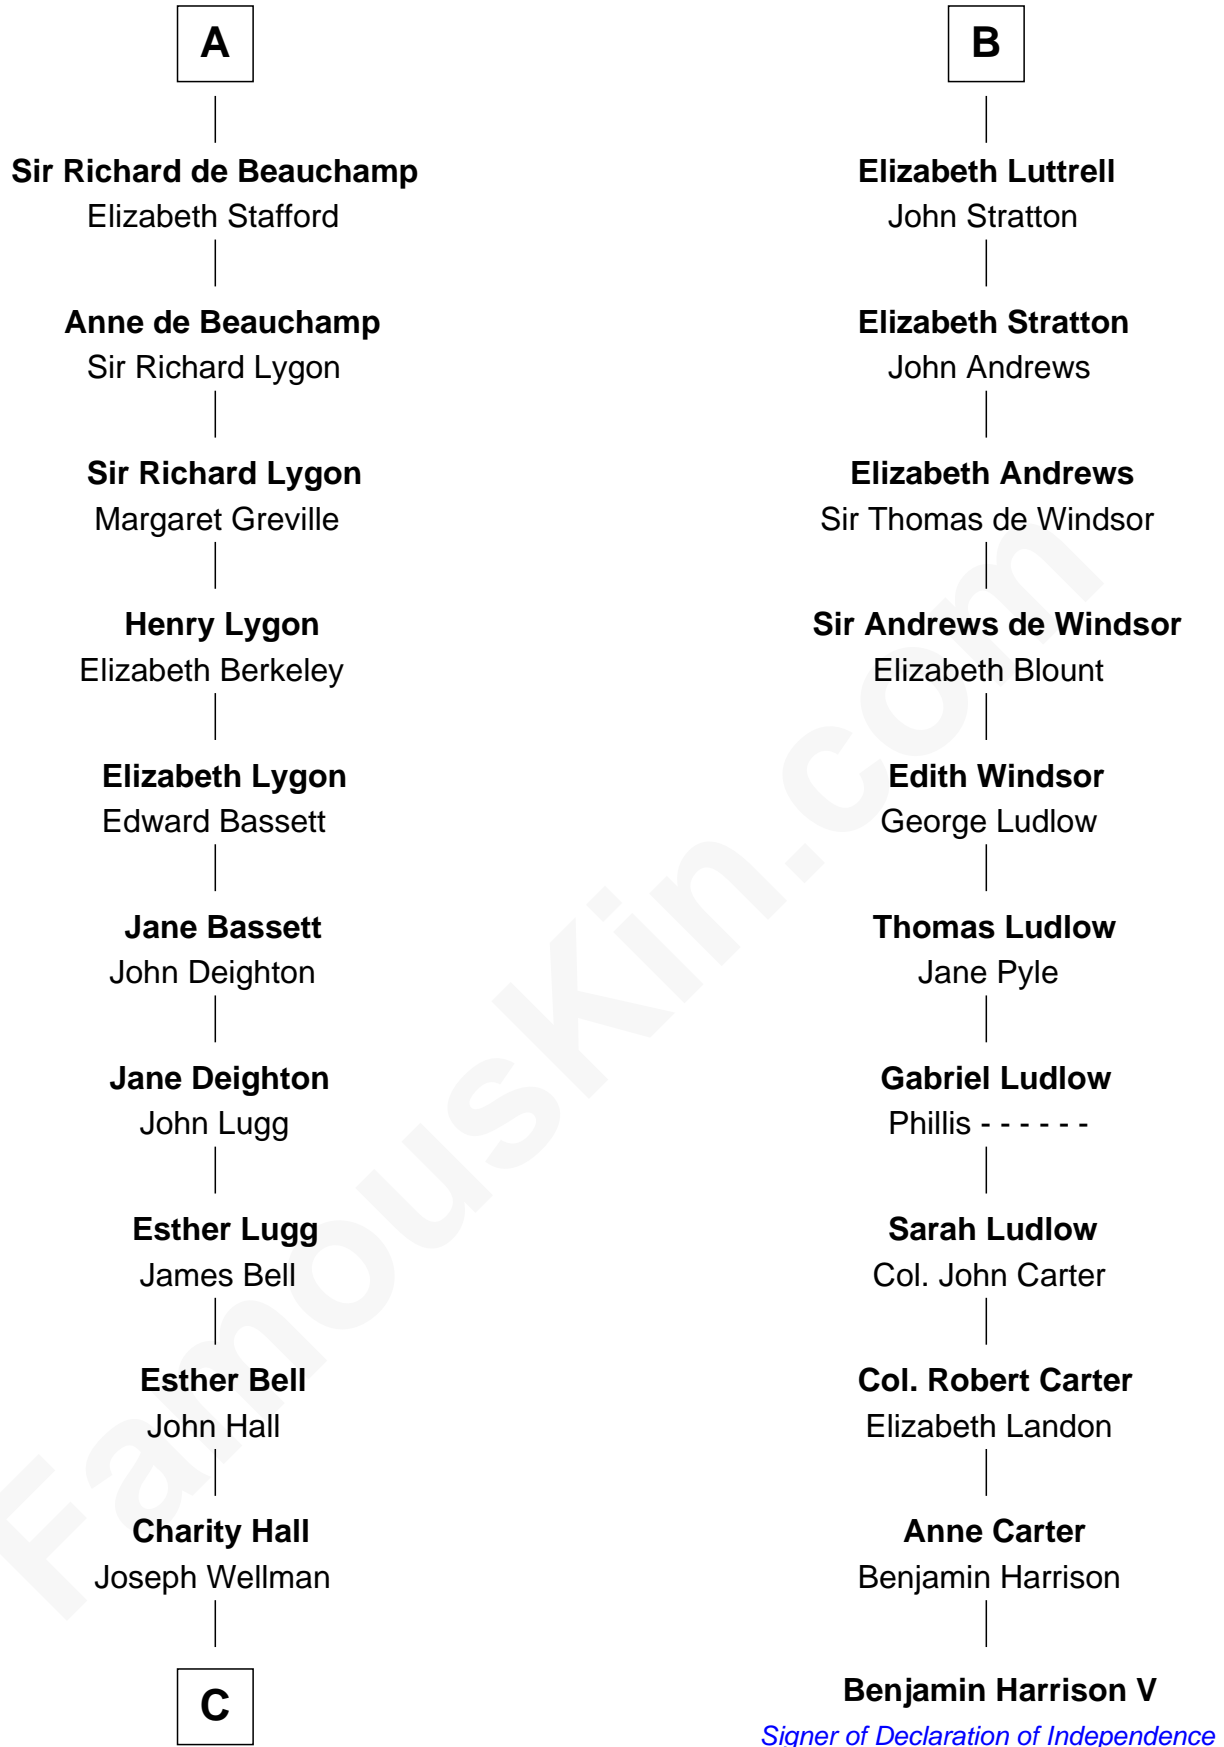 A
Sir Richard de Beauchamp
Elizabeth Stafford
Anne de Beauchamp
Sir Richard Lygon
Sir Richard Lygon
Margaret Greville
Henry Lygon
Elizabeth Berkeley
Elizabeth Lygon
Edward Bassett
Jane Bassett
John Deighton
Jane Deighton
John Lugg
Esther Lugg
James Bell
Esther Bell
John Hall
Charity Hall
Joseph Wellman
C
B
Elizabeth Luttrell
John Stratton
Elizabeth Stratton
John Andrews
Elizabeth Andrews
Sir Thomas de Windsor
Sir Andrews de Windsor
Elizabeth Blount
Edith Windsor
George Ludlow
Thomas Ludlow
Jane Pyle
Gabriel Ludlow
Phillis - - - - - -
Sarah Ludlow
Col. John Carter
Col. Robert Carter
Elizabeth Landon
Anne Carter
Benjamin Harrison
Benjamin Harrison V
Signer of Declaration of Independence
FamousKin.com